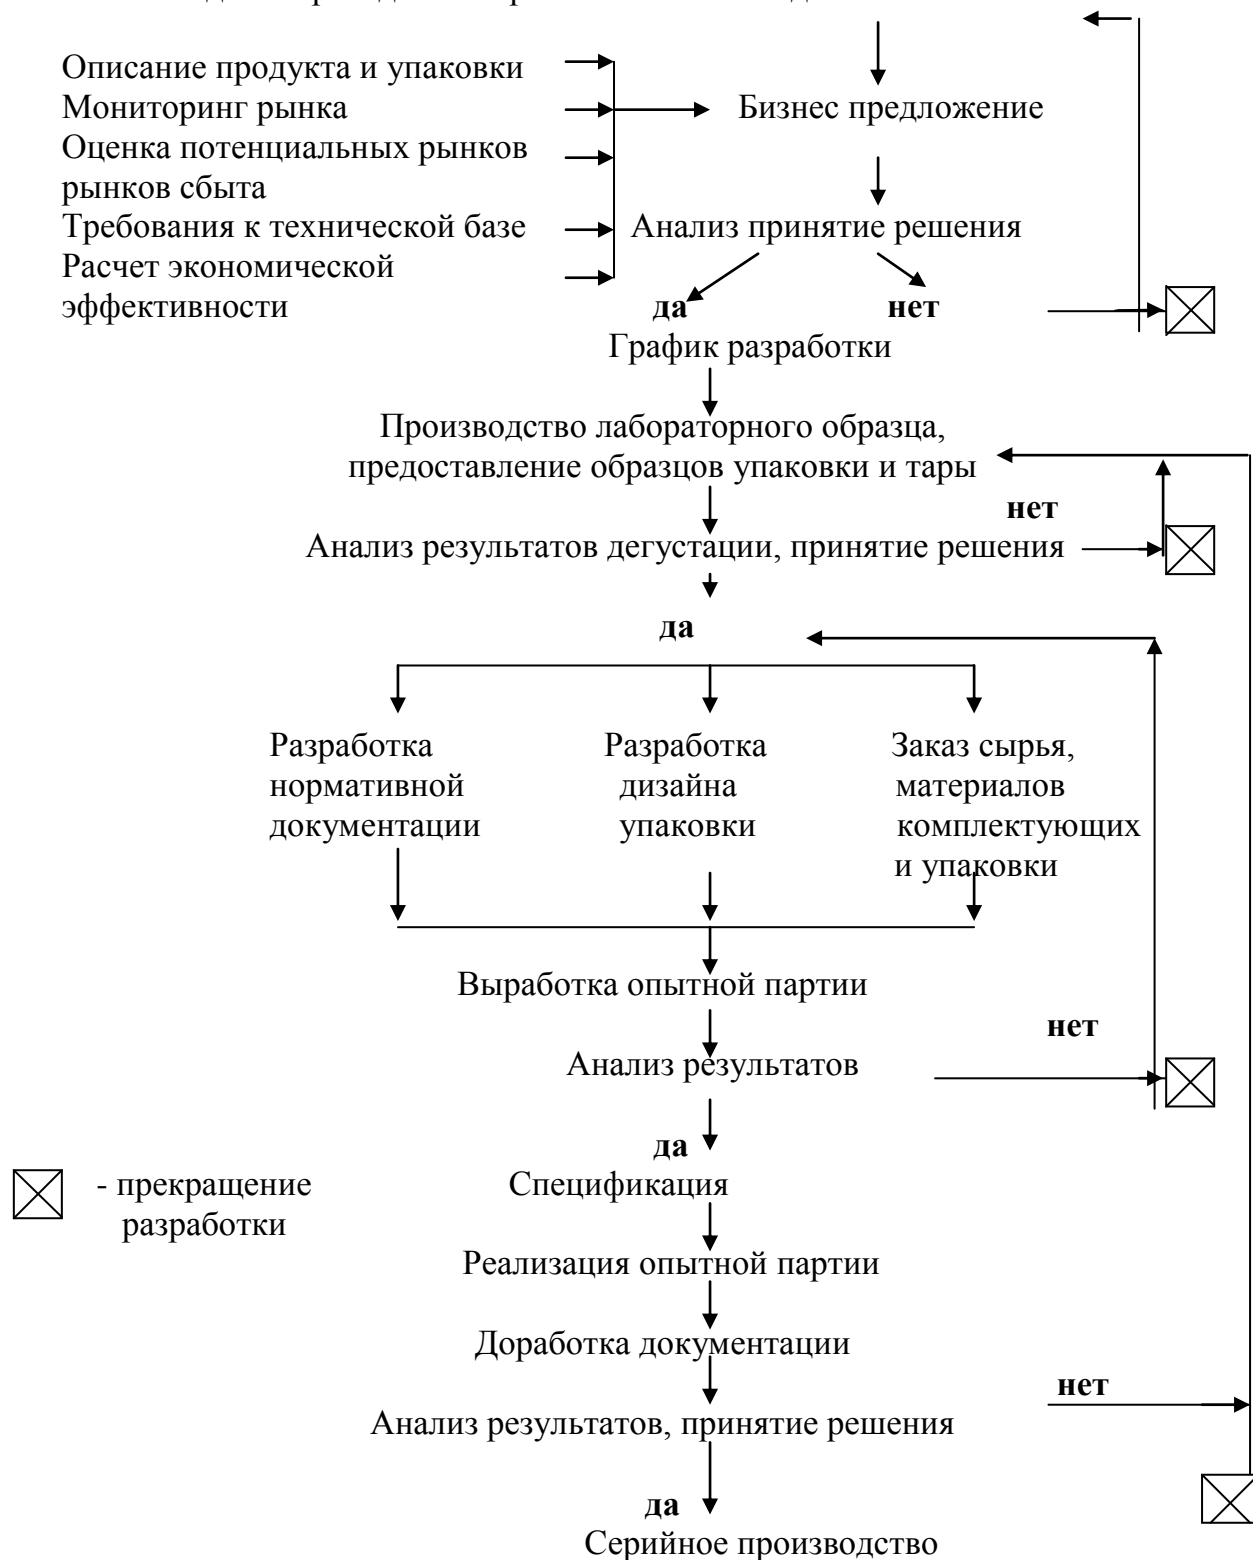 Описание продукта и упаковки
Мониторинг рынка
Бизнес предложение
Оценка потенциальных рынков
рынков сбыта
Требования к технической базе
Анализ принятие решения
Расчет экономической
эффективности
да
нет
График разработки
Производство лабораторного образца,
предоставление образцов упаковки и тары
нет
Анализ результатов дегустации, принятие решения
да
Разработка
нормативной
документации
Разработка
дизайна
упаковки
Заказ сырья,
материалов
комплектующих
и упаковки
Выработка опытной партии
нет
Анализ результатов
да
- прекращение
разработки
Спецификация
Реализация опытной партии
Доработка документации
нет
Анализ результатов, принятие решения
да
Серийное производство